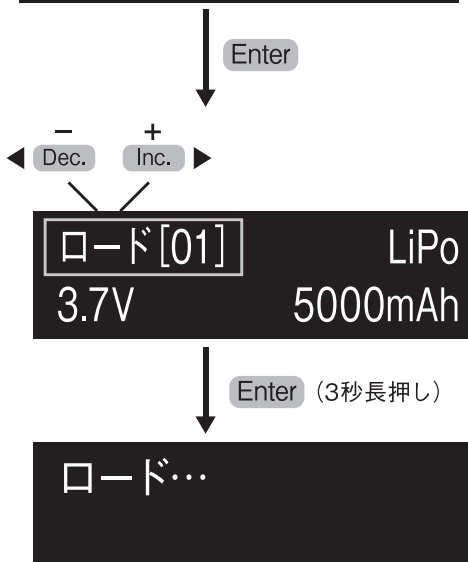 Enter
－ ＋
◀ Dec. Inc. ▶
ロード[01] LiPo
3.7V 5000mAh
Enter（3秒長押し）
ロード…